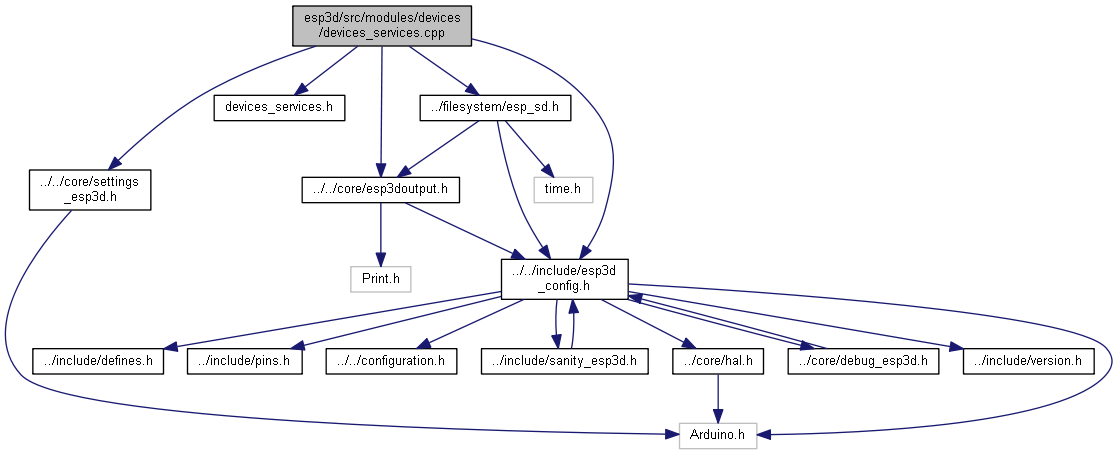 esp3d/src/modules/devices
/devices_services.cpp
devices_services.h
../filesystem/esp_sd.h
../../core/settings
_esp3d.h
../../core/esp3doutput.h
time.h
Print.h
../../include/esp3d
_config.h
../include/defines.h
../include/pins.h
../../configuration.h
../include/sanity_esp3d.h
../core/hal.h
../core/debug_esp3d.h
../include/version.h
Arduino.h